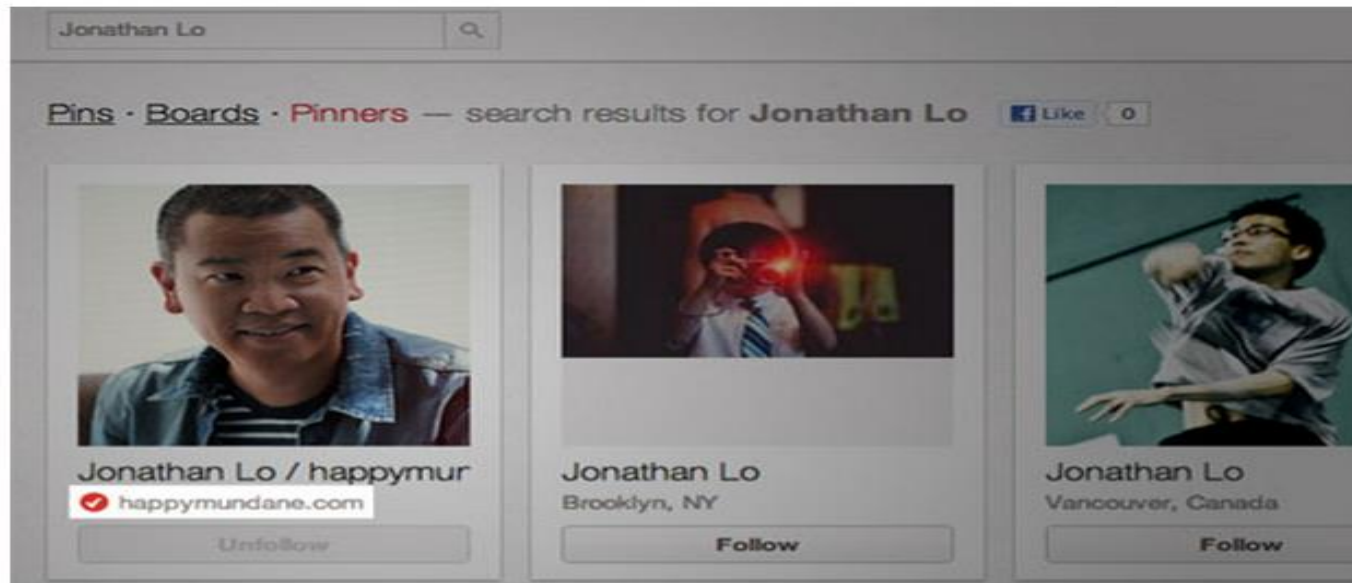 Jonathan Lo
Pins · Boards · Pinners — search results for Jonathan Lo Like 0
Jonathan Lo / happymur
happymundane.com
Unfollow
Jonathan Lo
Brooklyn, NY
Follow
Jonathan Lo
Vancouver, Canada
Follow